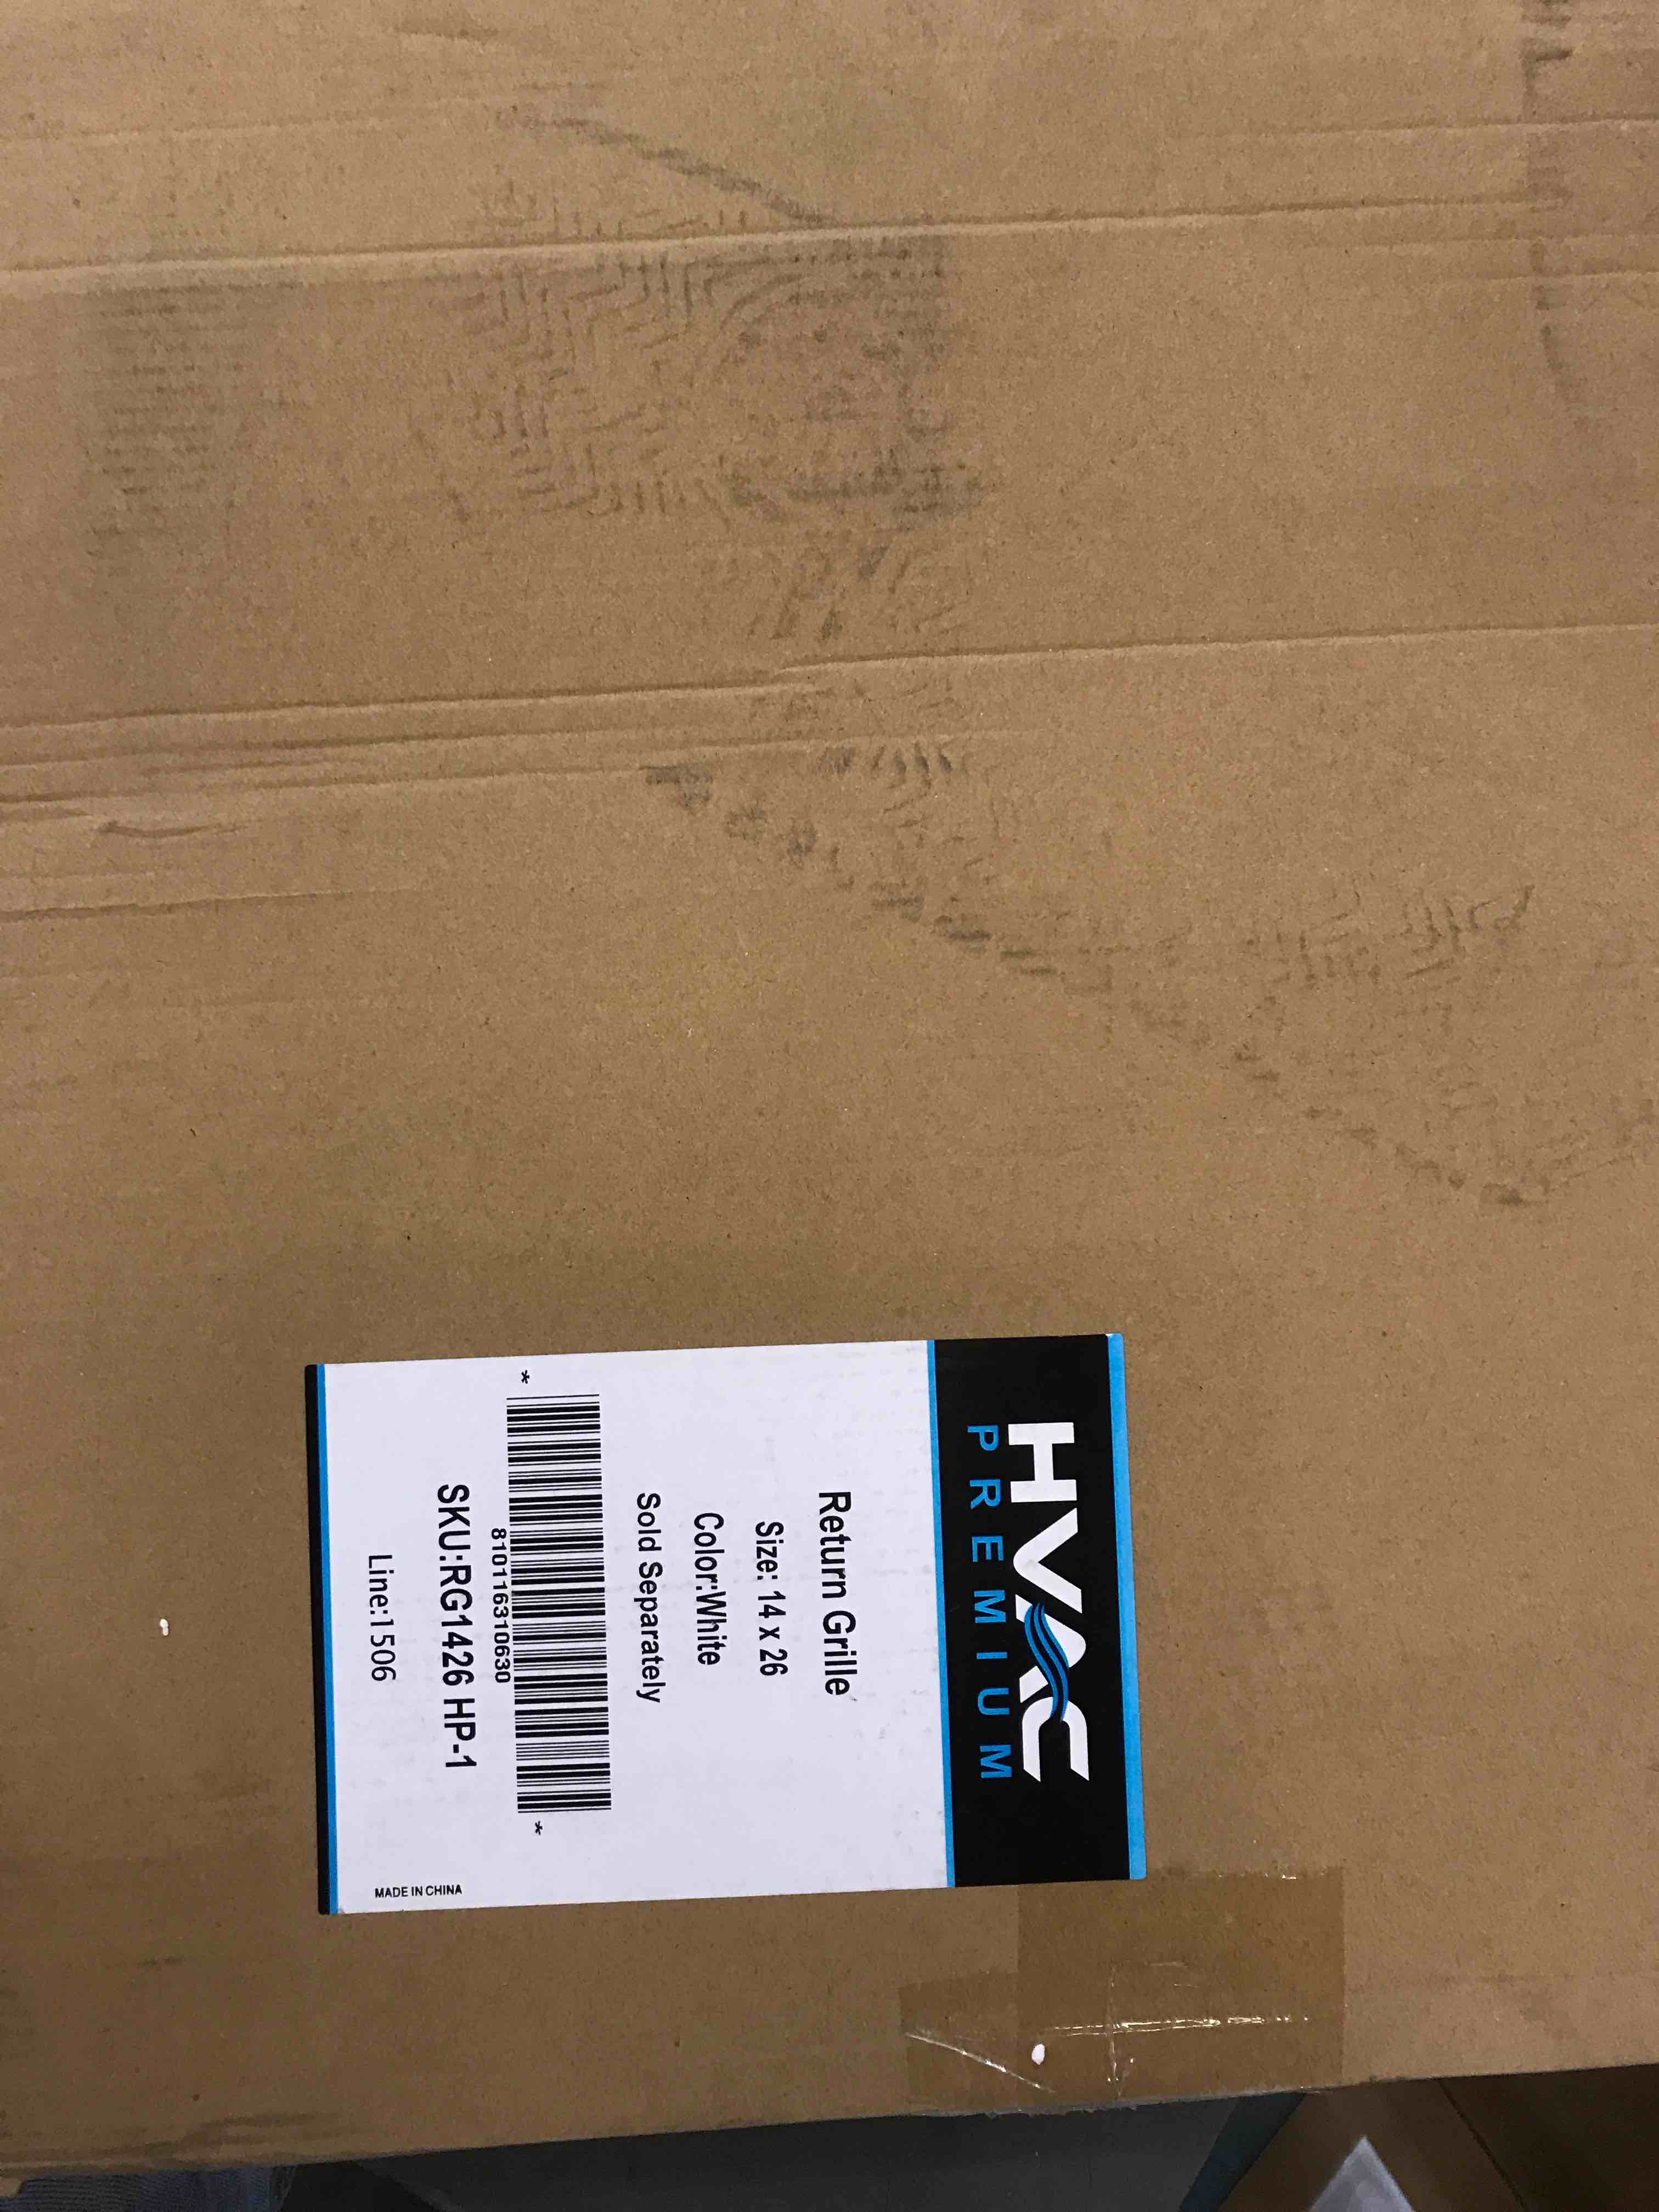 HVAC
PREMIUM
Return Grille
Size: 14 x 26
Color:White
Sold Separately
* *
810116310630
SKU:RG1426 HP-1
Line:1506
MADE IN CHINA